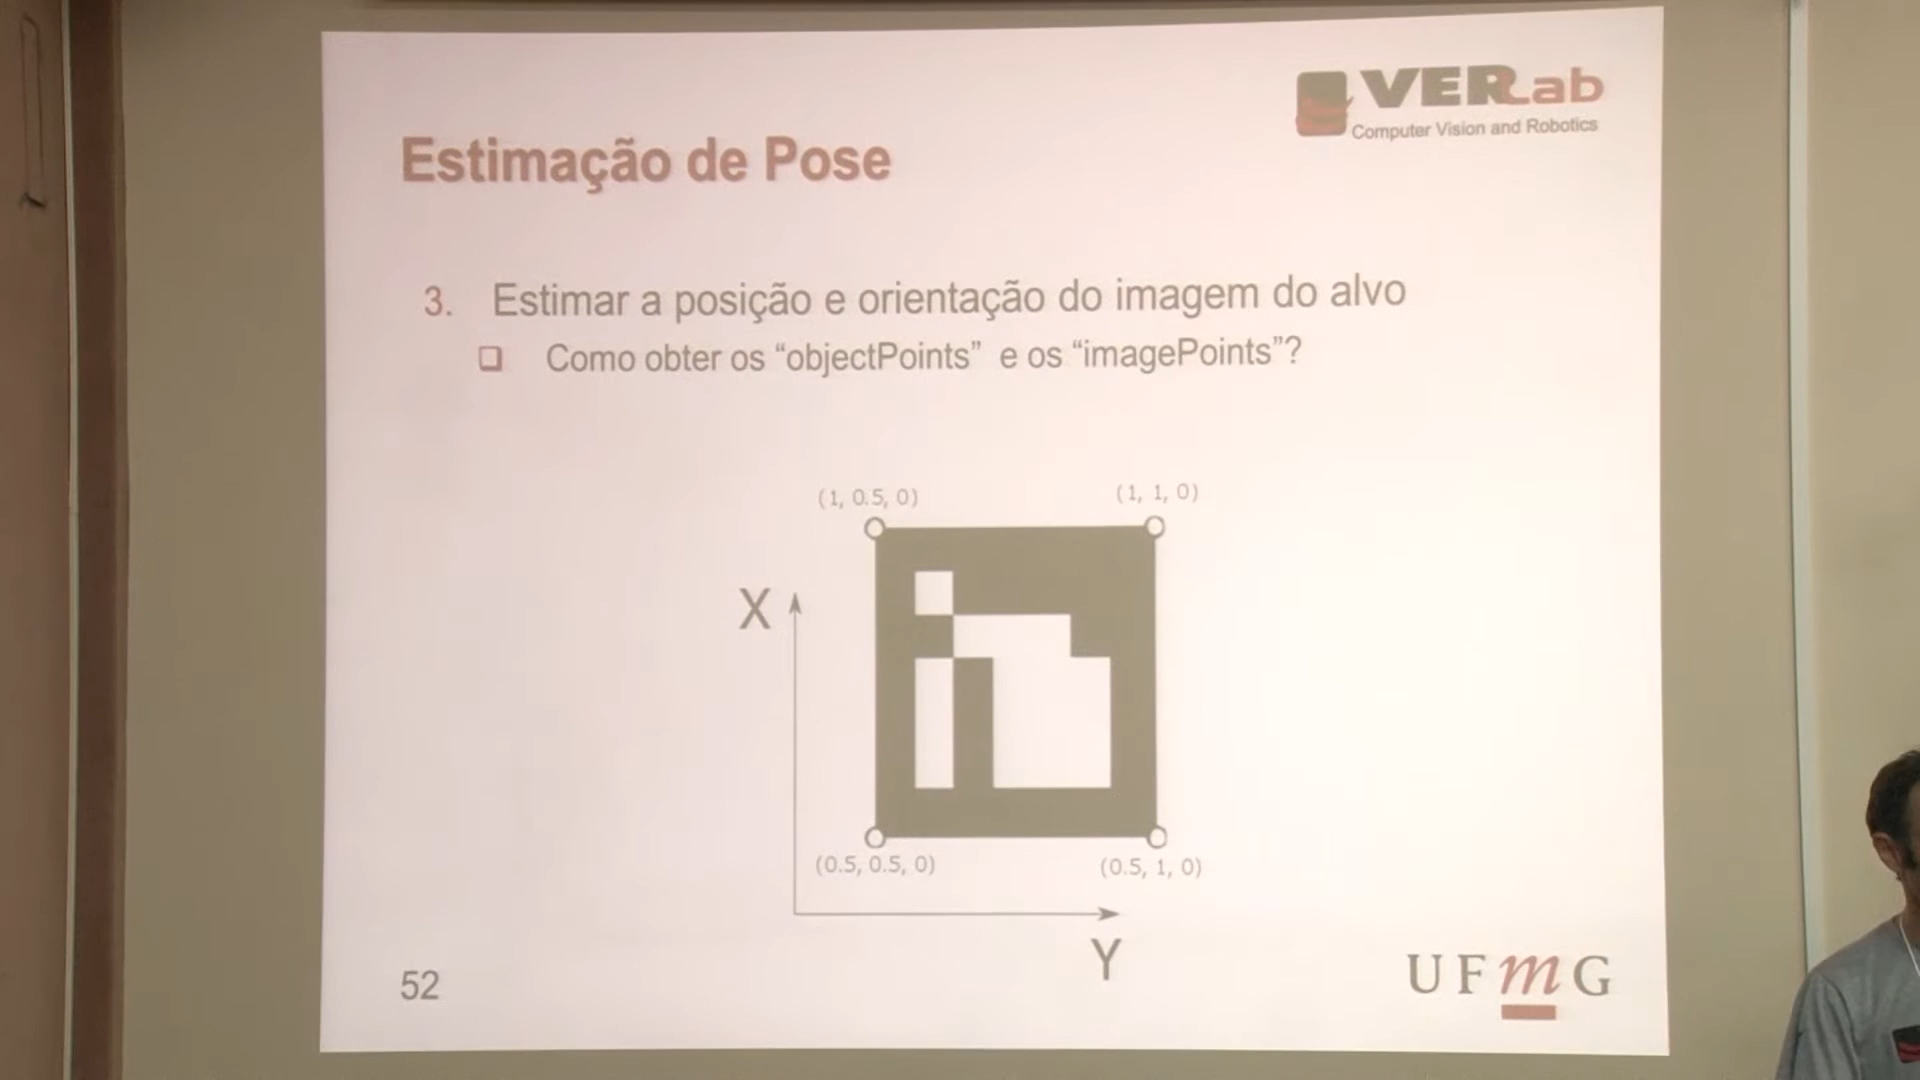 VERLab
Computer Vision and Robotics
Estimação de Pose
3. Estimar a posição e orientação do imagem do alvo
❑ Como obter os “objectPoints” e os “imagePoints”?
(1, 0.5, 0)
(1, 1, 0)
X
(0.5, 0.5, 0)
(0.5, 1, 0)
Y
52
UFmG